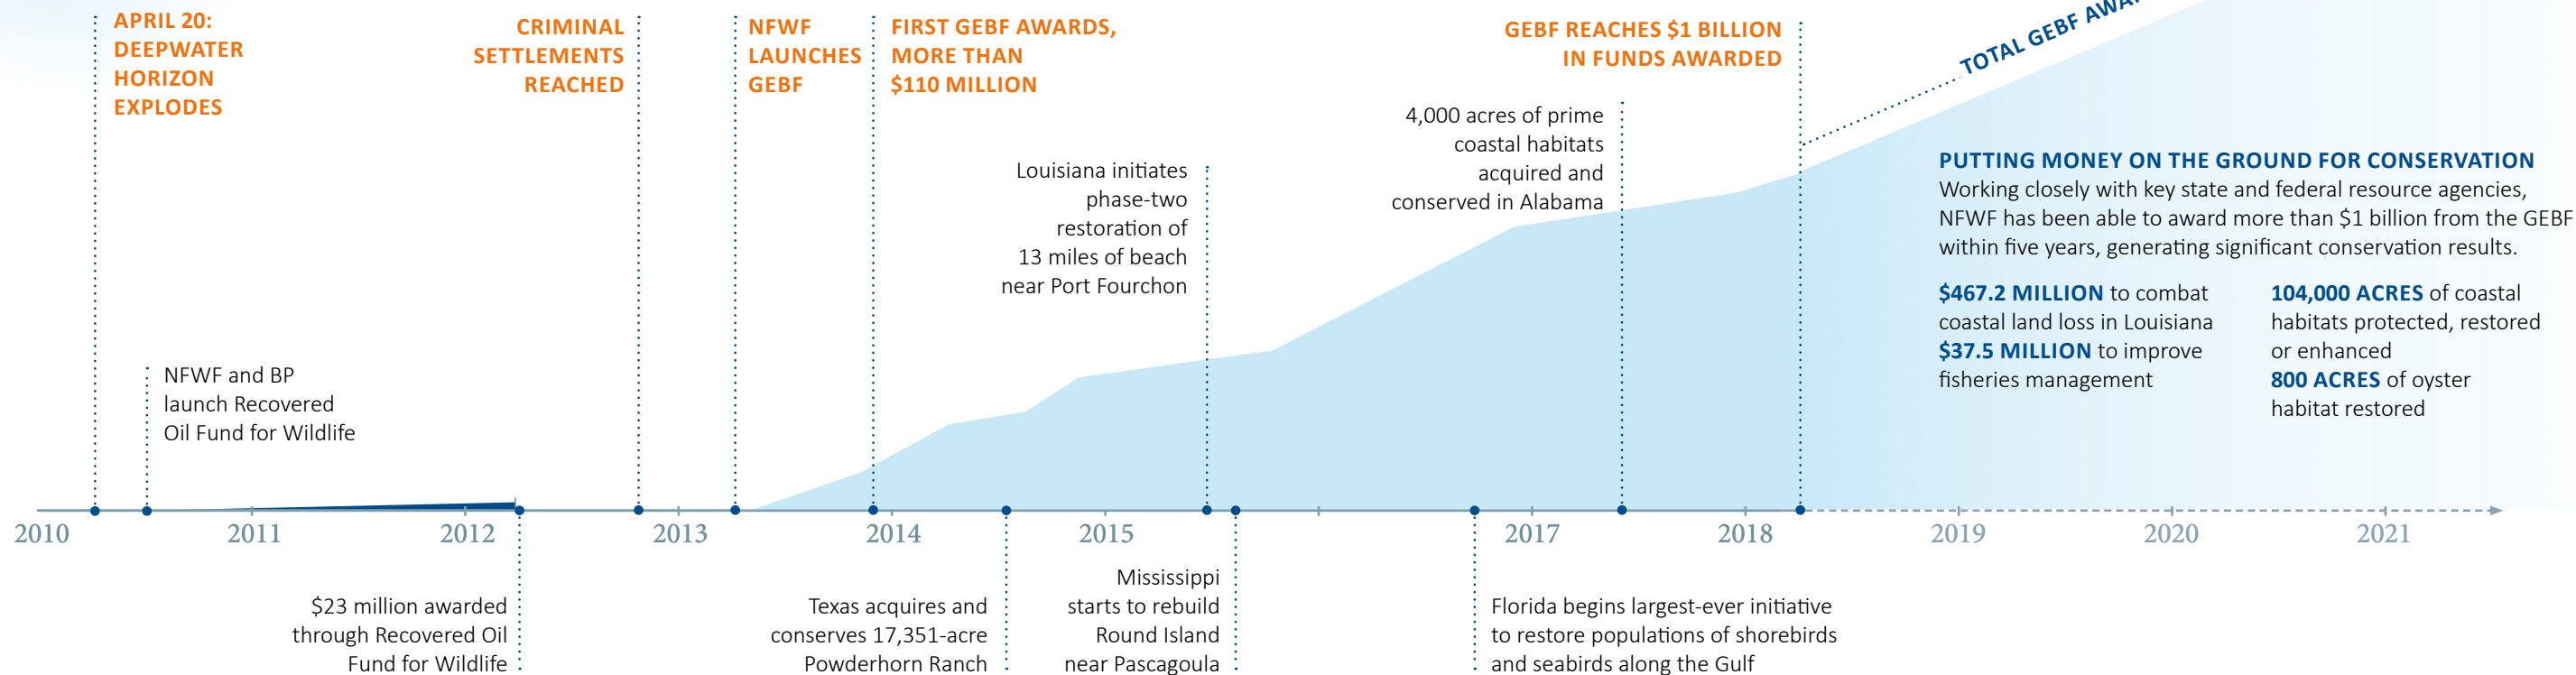 APRIL 20:
DEEPWATER
HORIZON
EXPLODES
CRIMINAL
SETTLEMENTS
REACHED
NFWF
LAUNCHES
GEBF
FIRST GEBF AWARDS,
MORE THAN
$110 MILLION
GEBF REACHES $1 BILLION
IN FUNDS AWARDED
TOTAL GEBF
NFWF and BP
launch Recovered
Oil Fund for Wildlife
Louisiana initiates
phase-two
restoration of
13 miles of beach
near Port Fourchon
4,000 acres of prime
coastal habitats
acquired and
conserved in Alabama
PUTTING MONEY ON THE GROUND FOR CONSERVATION
Working closely with key state and federal resource agencies,
NFWF has been able to award more than $1 billion from the GEBF
within five years, generating significant conservation results.
$467.2 MILLION to combat
coastal land loss in Louisiana
$37.5 MILLION to improve
fisheries management
104,000 ACRES of coastal
habitats protected, restored
or enhanced
800 ACRES of oyster
habitat restored
2010 2011 2012 2013 2014 2015 2017 2018 2019 2020 2021
$23 million awarded
through Recovered Oil
Fund for Wildlife
Texas acquires and
conserves 17,351-acre
Powderhorn Ranch
Mississippi
starts to rebuild
Round Island
near Pascagoula
Florida begins largest-ever initiative
to restore populations of shorebirds
and seabirds along the Gulf